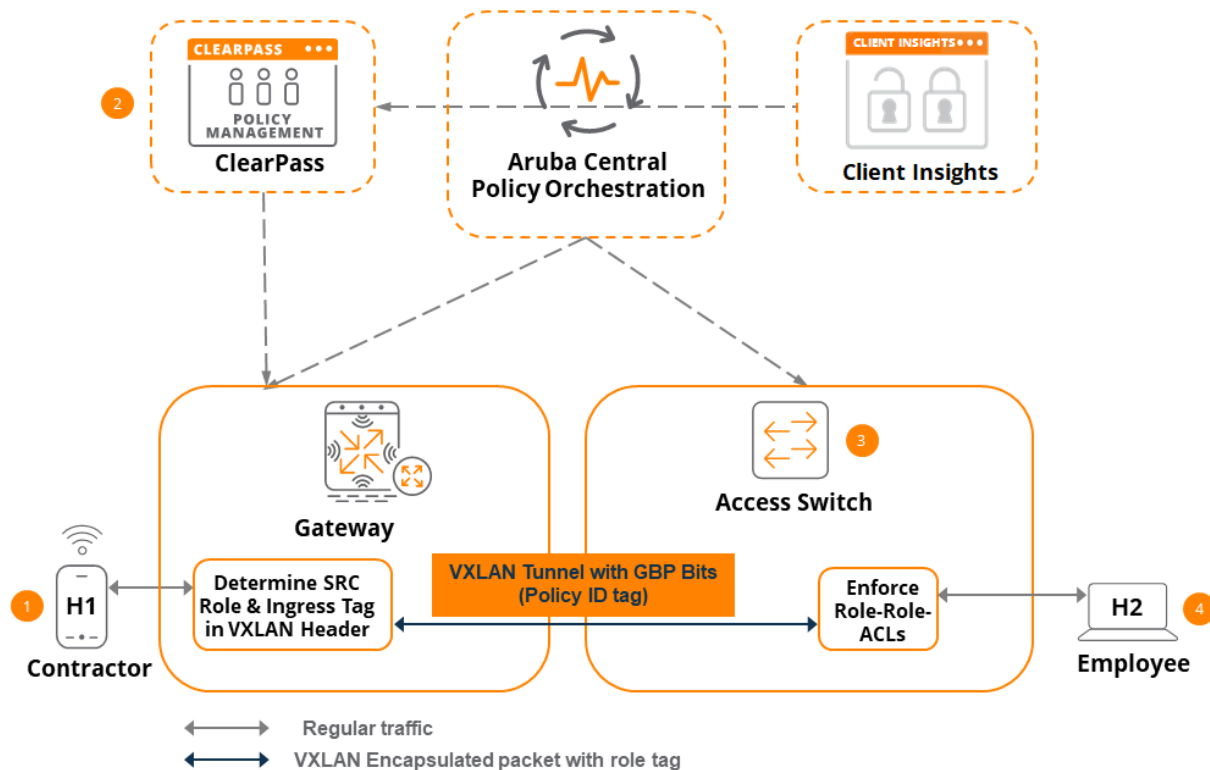 CLEARPASS
POLICY
MANAGEMENT
ClearPass
2
Aruba Central
Policy Orchestration
CLIENT INSIGHTS
Client Insights
Gateway
Access Switch
3
1
H1
Contractor
Determine SRC
Role & Ingress Tag
in VXLAN Header
VXLAN Tunnel with GBP Bits
(Policy ID tag)
Enforce
Role-Role-
ACLs
H2
4
Employee
Regular traffic
VXLAN Encapsulated packet with role tag